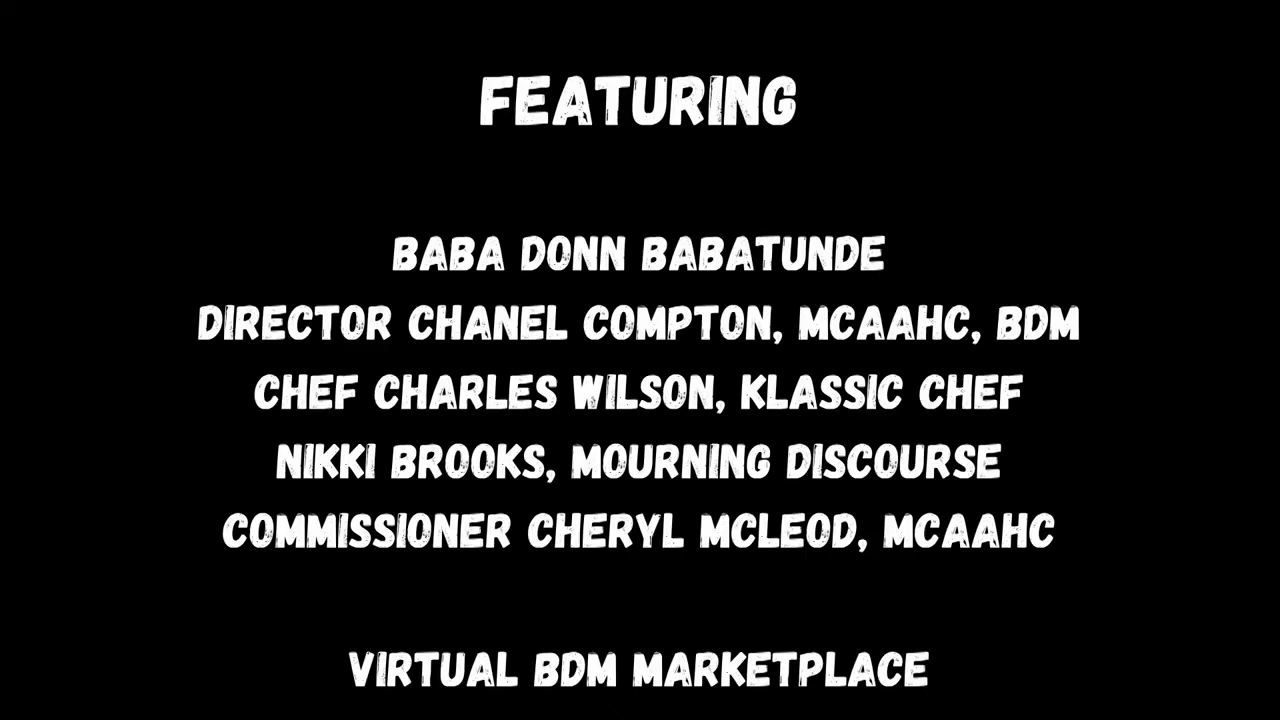 FEATURING
BABA DONN BABATUNDE
DIRECTOR CHANEL COMPTON, MCAAHC, BDM
CHEF CHARLES WILSON, KLASSIC CHEF
NIKKI BROOKS, MOURNING DISCOURSE
COMMISSIONER CHERYL MCLEOD, MCAAHC
VIRTUAL BDM MARKETPLACE